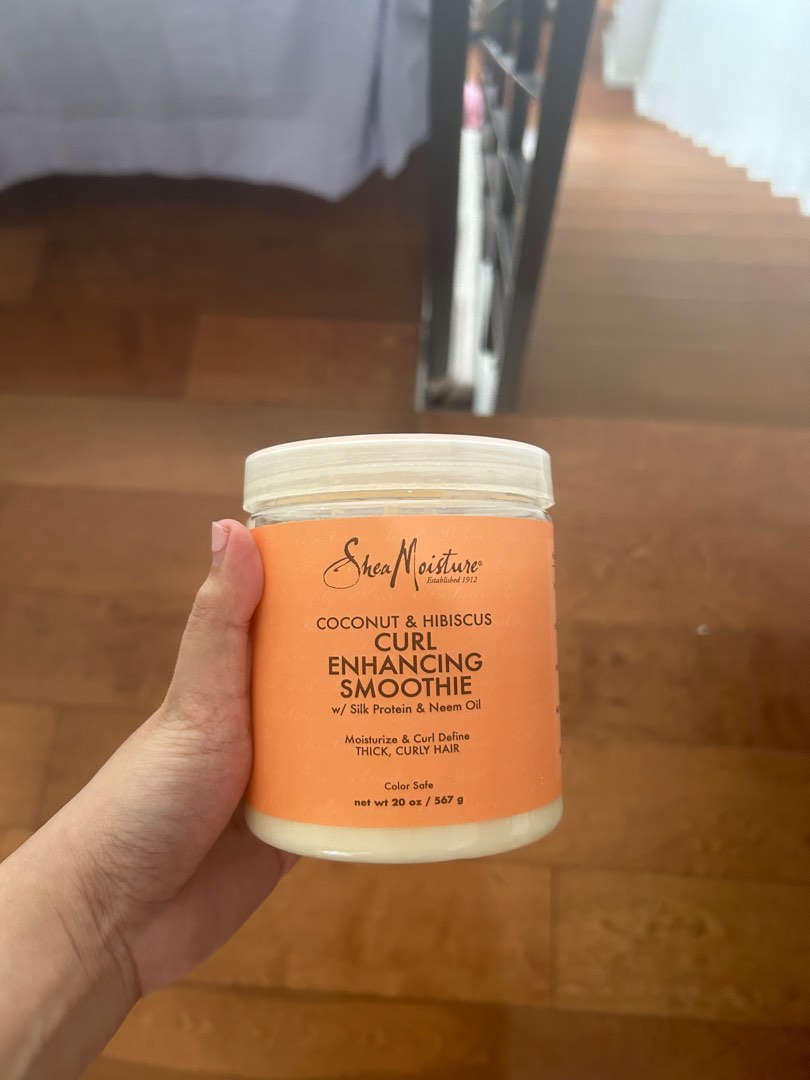 SheaMoisture®
Established 1912
COCONUT & HIBISCUS
CURL
ENHANCING
SMOOTHIE
w/ Silk Protein & Neem Oil
Moisturize & Curl Define
THICK, CURLY HAIR
Color Safe
net wt 20 oz / 567 g